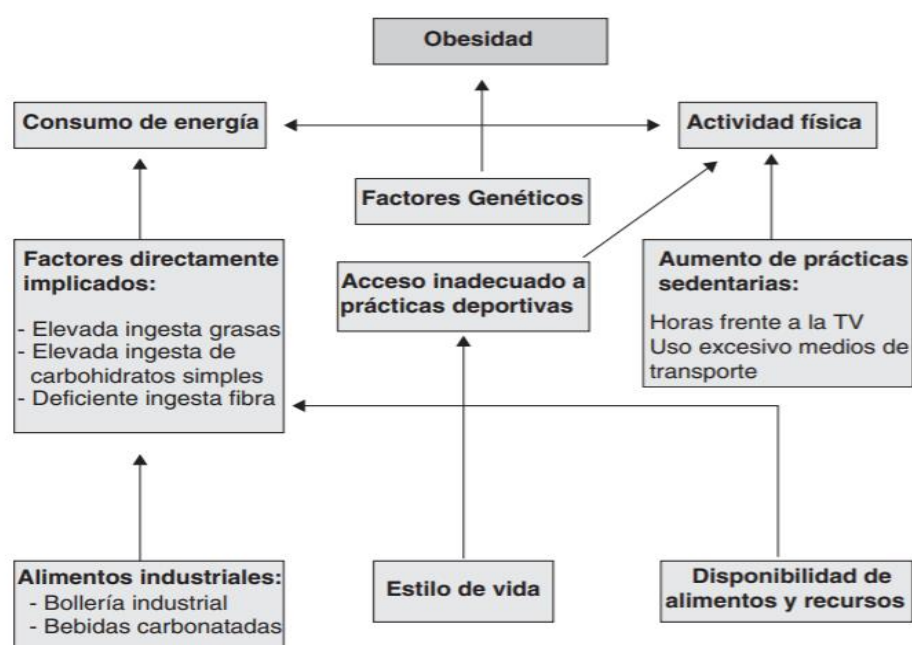 Obesidad
Consumo de energía
Actividad física
Factores Genéticos
Factores directamente
implicados:
- Elevada ingesta grasas
- Elevada ingesta de
carbohidratos simples
- Deficiente ingesta fibra
Acceso inadecuado a
prácticas deportivas
Aumento de prácticas
sedentarias:
Horas frente a la TV
Uso excesivo medios de
transporte
Alimentos industriales:
- Bollería industrial
- Bebidas carbonatadas
Estilo de vida
Disponibilidad de
alimentos y recursos